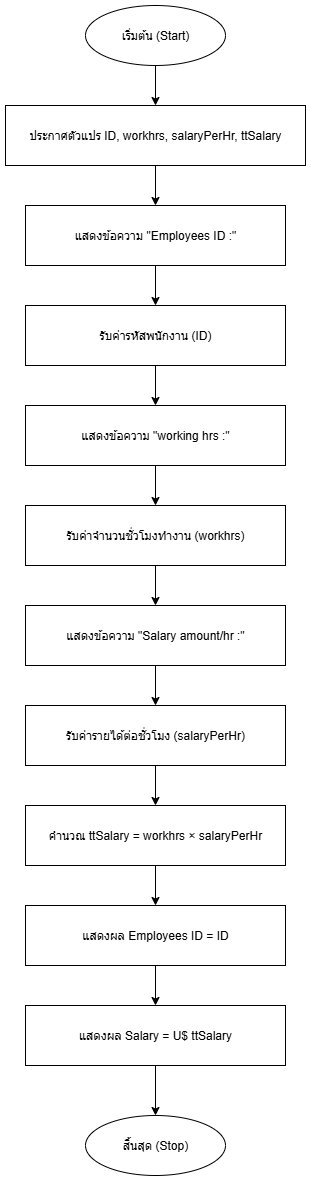 เริ่มต้น (Start)
ประกาศตัวแปร ID, workhrs, salaryPerHr, ttSalary
แสดงข้อความ "Employees ID :"
รับค่ารหัสพนักงาน (ID)
แสดงข้อความ "working hrs :"
รับค่าจำนวนชั่วโมงทำงาน (workhrs)
แสดงข้อความ "Salary amount/hr :"
รับค่ารายได้ต่อชั่วโมง (salaryPerHr)
คำนวณ ttSalary = workhrs × salaryPerHr
แสดงผล Employees ID = ID
แสดงผล Salary = U$ ttSalary
สิ้นสุด (Stop)